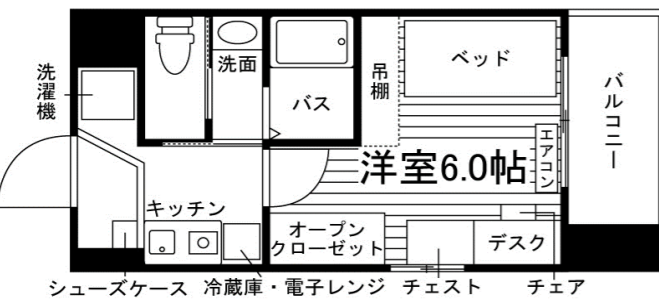 洗面
ベッド
洗濯機
吊棚
バス
バルコニー
エアコン
洋室6.0帖
キッチン
オープン
クローゼット
デスク
シューズケース
冷蔵庫・電子レンジ
チェスト
チェア